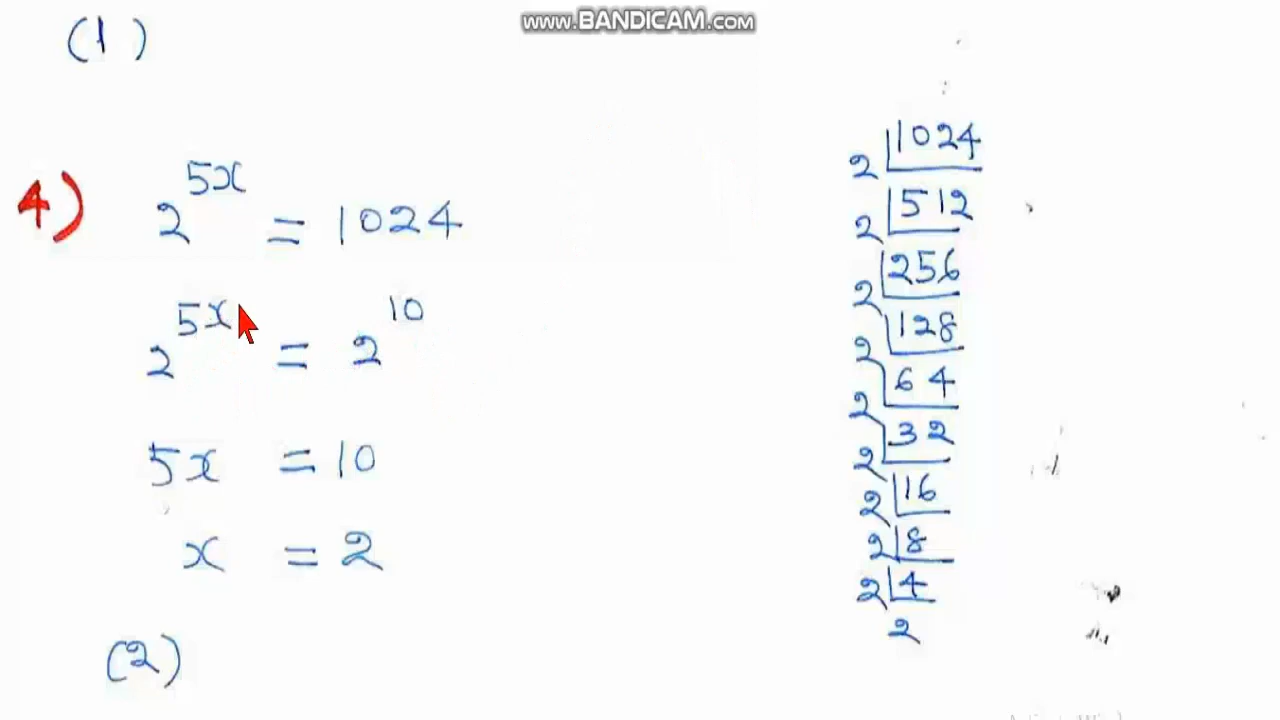 www.BANDICAM.com
(1)
4) 2^5x = 1024
2^5x = 2^10
5x = 10
x = 2
(2)
2 |1024
2 |512
2 |256
2 |128
2 |64
2 |32
2 |16
2 |8
2 |4
2